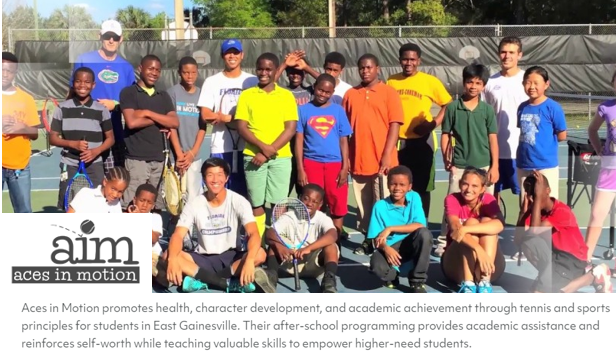 FLORIDA
aim
aces in motion
Aces in Motion promotes health, character development, and academic achievement through tennis and sports
principles for students in East Gainesville. Their after-school programming provides academic assistance and
reinforces self-worth while teaching valuable skills to empower higher-need students.